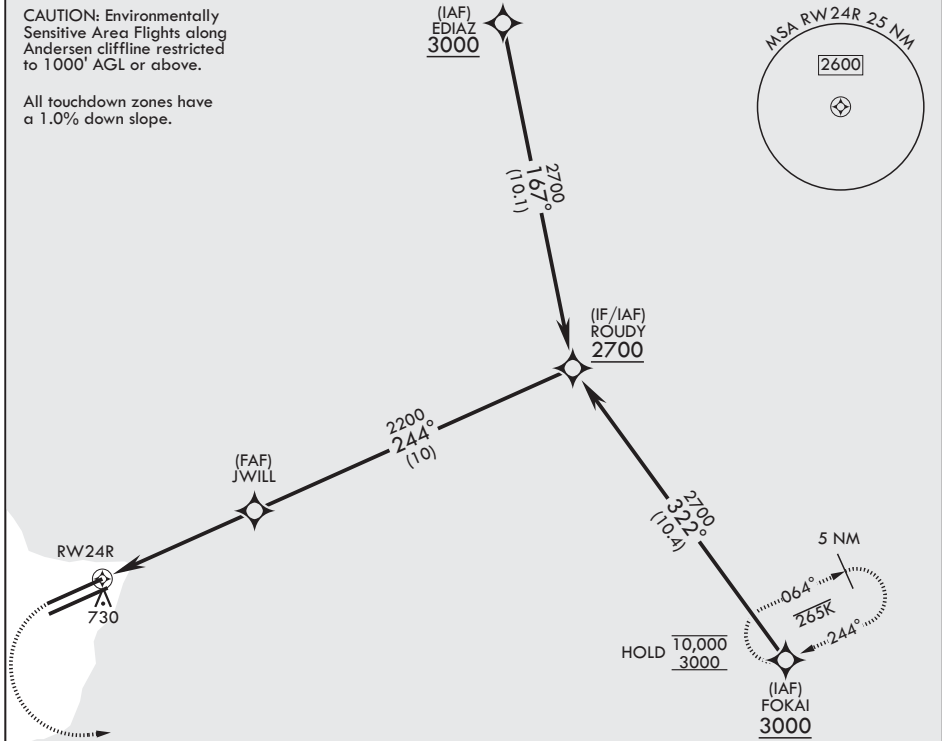 CAUTION: Environmentally
Sensitive Area Flights along
Andersen cliffline restricted
to 1000' AGL or above.
All touchdown zones have
a 1.0% down slope.
(IAF)
EDIAZ
3000
MSA RW24R 25 NM
2600
2700
167°
(10.1)
(IF/IAF)
ROUDY
2700
2200
244°
(10)
(FAF)
JWILL
RW24R
730
2700
322°
(10.4)
5 NM
064°
265K
244°
HOLD 10,000
3000
(IAF)
FOKAI
3000